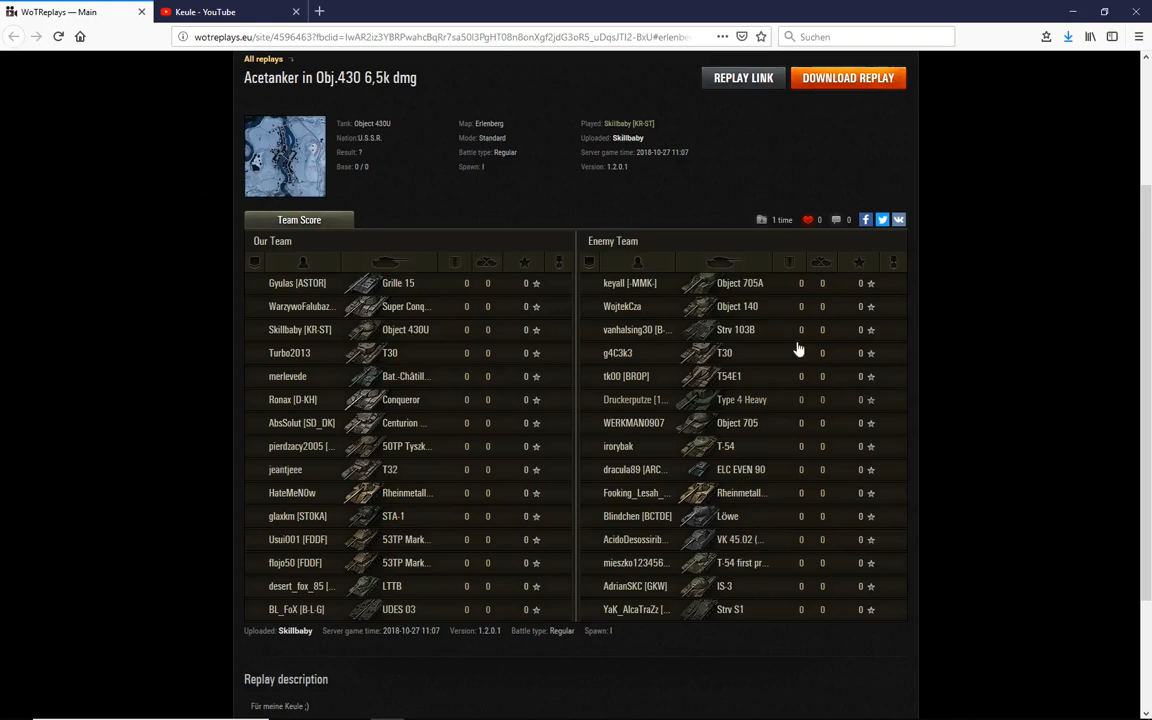 WoTReplays — Main
Keule - YouTube
wotreplays.eu/site/4596463?fbclid=IwAR2iz3YBRPwahcBqRr7sa50l3PgHT08n8onXgf2jdG3oR5_uDqsJTI2-BxU#erlenbe
Suchen
All replays
Acetanker in Obj.430 6,5k dmg
REPLAY LINK
DOWNLOAD REPLAY
Tank: Object 430U Map: Erlenberg Played: Skillbaby [KR-ST]
Nation:U.S.S.R. Mode: Standard Uploaded: Skillbaby
Result: ? Battle type: Regular Server game time: 2018-10-27 11:07
Base: 0 / 0 Spawn: I Version: 1.2.0.1
Team Score
1 time 0 0
Our Team Enemy Team
Gyulas [ASTOR] Grille 15 0 0 0 keyall [-MMK-] Object 705A 0 0 0
WarzywoFalubaz... Super Conq... 0 0 0 WojtekCza Object 140 0 0 0
Skillbaby [KR-ST] Object 430U 0 0 0 vanhalsing30 [B-... Strv 103B 0 0 0
Turbo2013 T30 0 0 0 g4C3k3 T30 0 0 0
merlevede Bat.-Châtill... 0 0 0 tk00 [BROP] T54E1 0 0 0
Ronax [D-KH] Conqueror 0 0 0 Druckerputze [1... Type 4 Heavy 0 0 0
AbsSolut [SD_DK] Centurion ... 0 0 0 WERKMAN0907 Object 705 0 0 0
pierdzacy2005 [... 50TP Tyszk... 0 0 0 irorybak T-54 0 0 0
jeantjeee T32 0 0 0 dracula89 [ARC... ELC EVEN 90 0 0 0
HateMeN0w Rheinmetall... 0 0 0 Fooking_Lesah_... Rheinmetall... 0 0 0
glaxkm [STOKA] STA-1 0 0 0 Blindchen [BCTDE] Löwe 0 0 0
Usui001 [FDDF] 53TP Mark... 0 0 0 AcidoDesossirib... VK 45.02 (... 0 0 0
flojo50 [FDDF] 53TP Mark... 0 0 0 mieszko123456... T-54 first pr... 0 0 0
desert_fox_85 [... LTTB 0 0 0 AdrianSKC [GKW] IS-3 0 0 0
BL_FoX [B-L-G] UDES 03 0 0 0 YaK_AlcaTraZz [... Strv S1 0 0 0
Uploaded: Skillbaby Server game time: 2018-10-27 11:07 Version: 1.2.0.1 Battle type: Regular Spawn: I
Replay description
Für meine Keule ;)